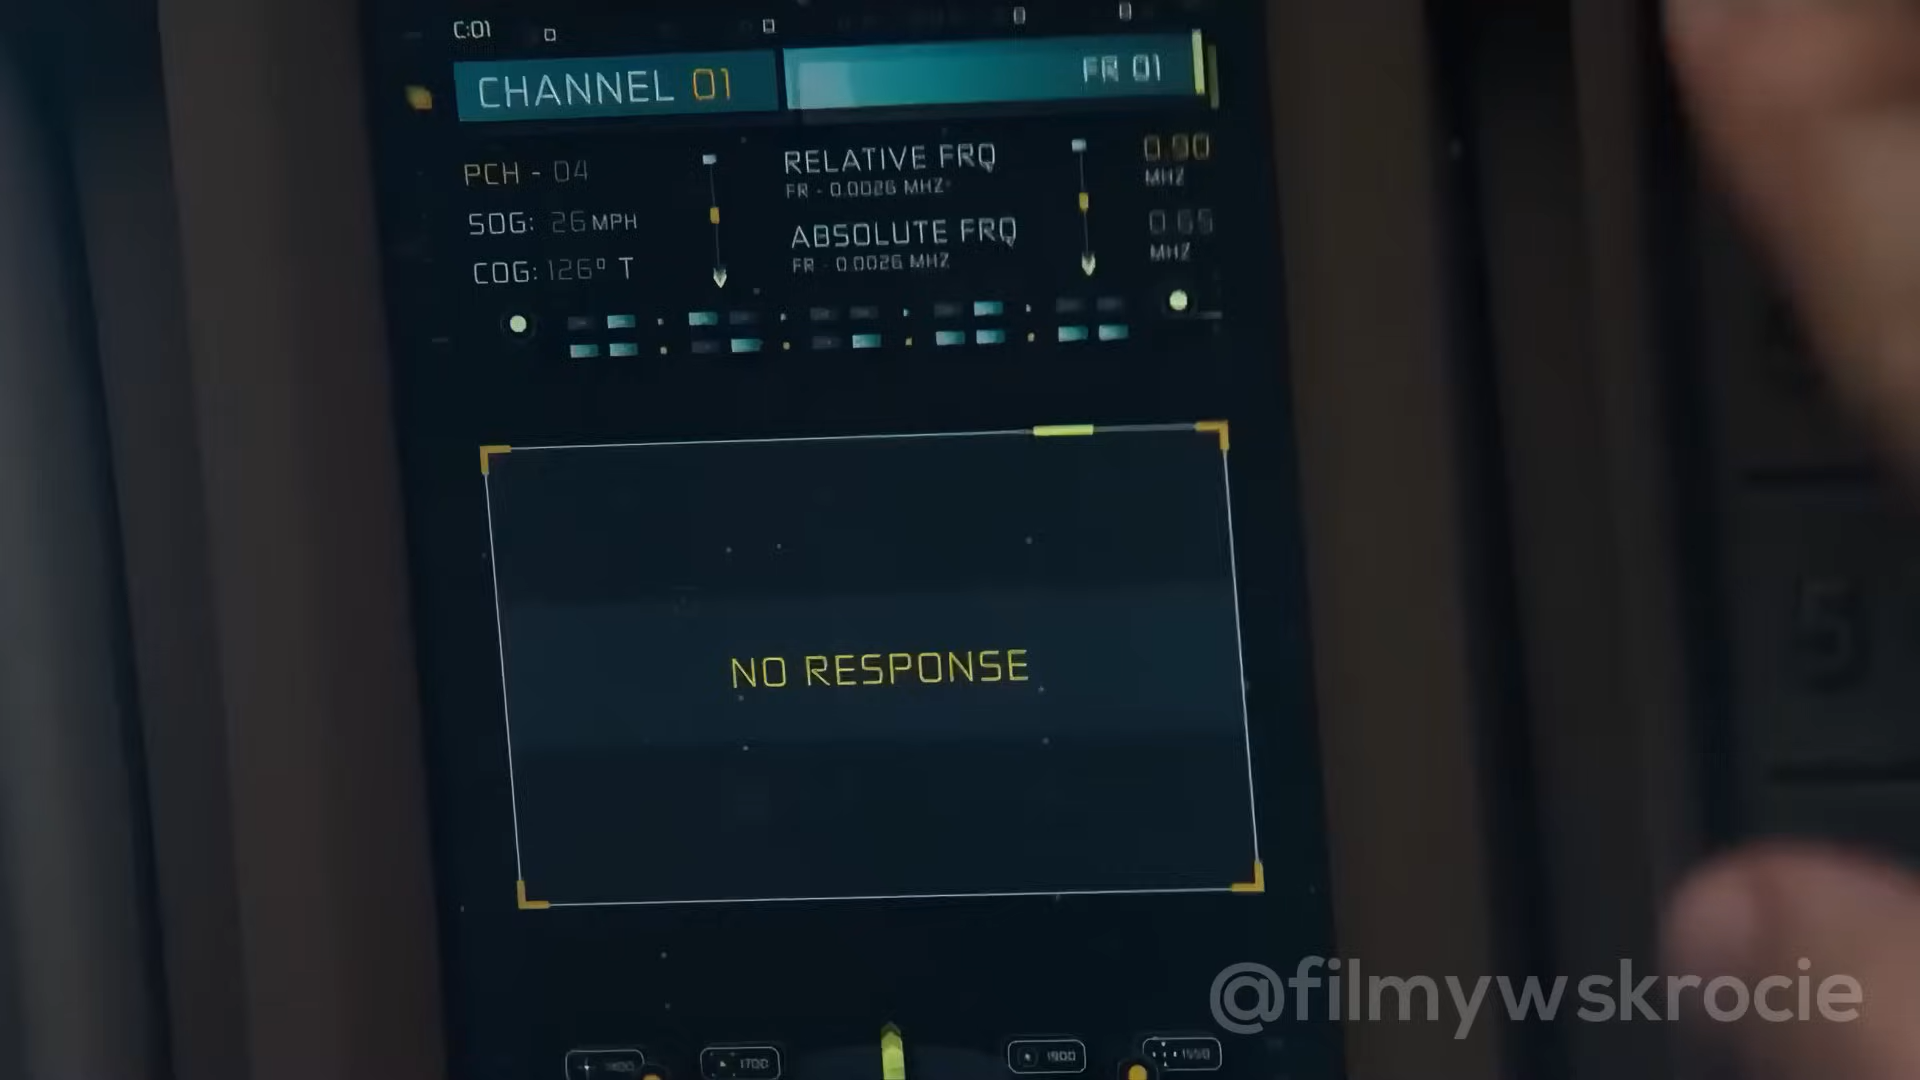 C:01
CHANNEL 01
FR 01
PCH - 04
SOG: 26 MPH
COG: 126° T
RELATIVE FRQ
FR - 0.0026 MHZ
ABSOLUTE FRQ
FR - 0.0026 MHZ
0.90
MHZ
0.65
MHZ
NO RESPONSE
1700
1900
5
@filmywskrocie